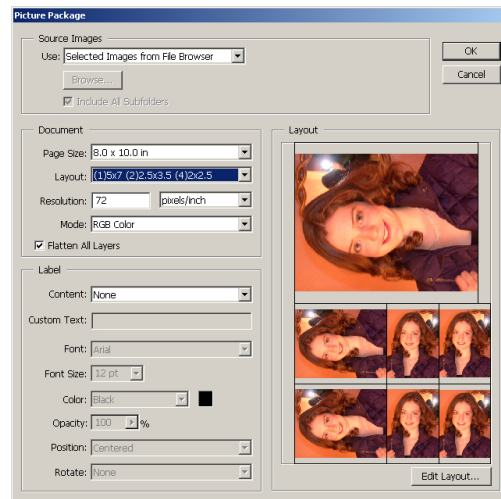 Picture Package
Source Images
Use: Selected Images from File Browser
Browse...
Include All Subfolders
OK
Cancel
Document
Page Size: 8.0 x 10.0 in
Layout: (1)5x7 (2)2.5x3.5 (4)2x2.5
Resolution: 72 pixels/inch
Mode: RGB Color
Flatten All Layers
Label
Content: None
Custom Text:
Font: Arial
Font Size: 12 pt
Color: Black
Opacity: 100 %
Position: Centered
Rotate: None
Layout
Edit Layout...